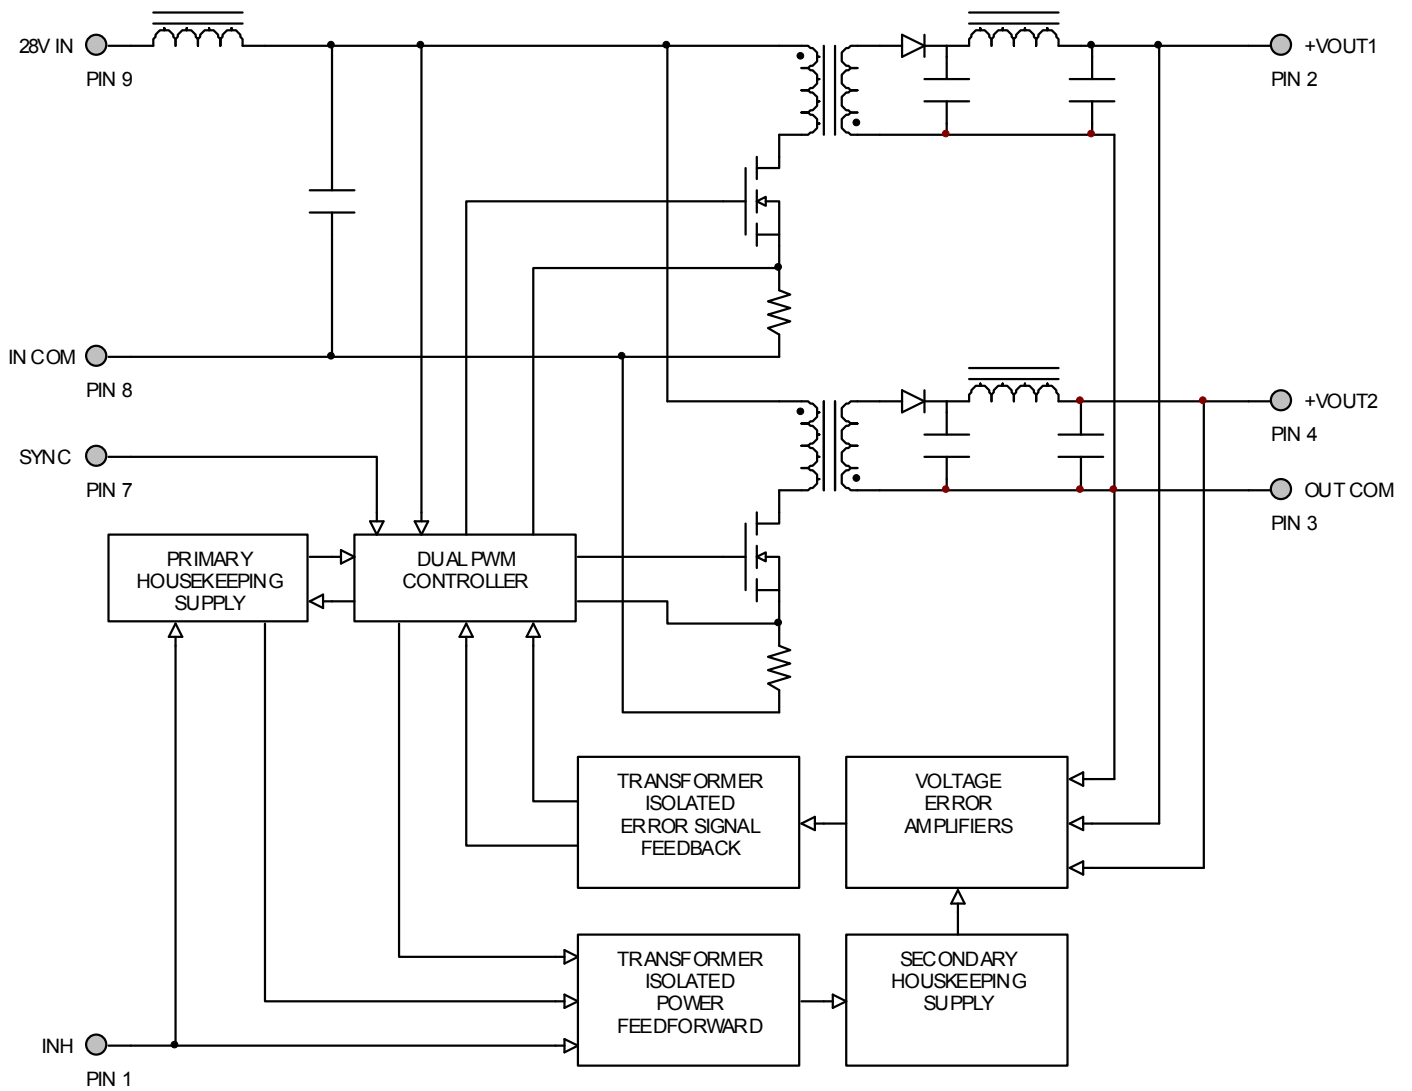 28V IN
PIN 9
+VOUT1
PIN 2
IN COM
PIN 8
+VOUT2
PIN 4
SYNC
PIN 7
OUT COM
PIN 3
PRIMARY
HOUSEKEEPING
SUPPLY
DUAL PWM
CONTROLLER
TRANSFORMER
ISOLATED
ERROR SIGNAL
FEEDBACK
VOLTAGE
ERROR
AMPLIFIERS
TRANSFORMER
ISOLATED
POWER
FEEDFORWARD
SECONDARY
HOUSKEEPING
SUPPLY
INH
PIN 1